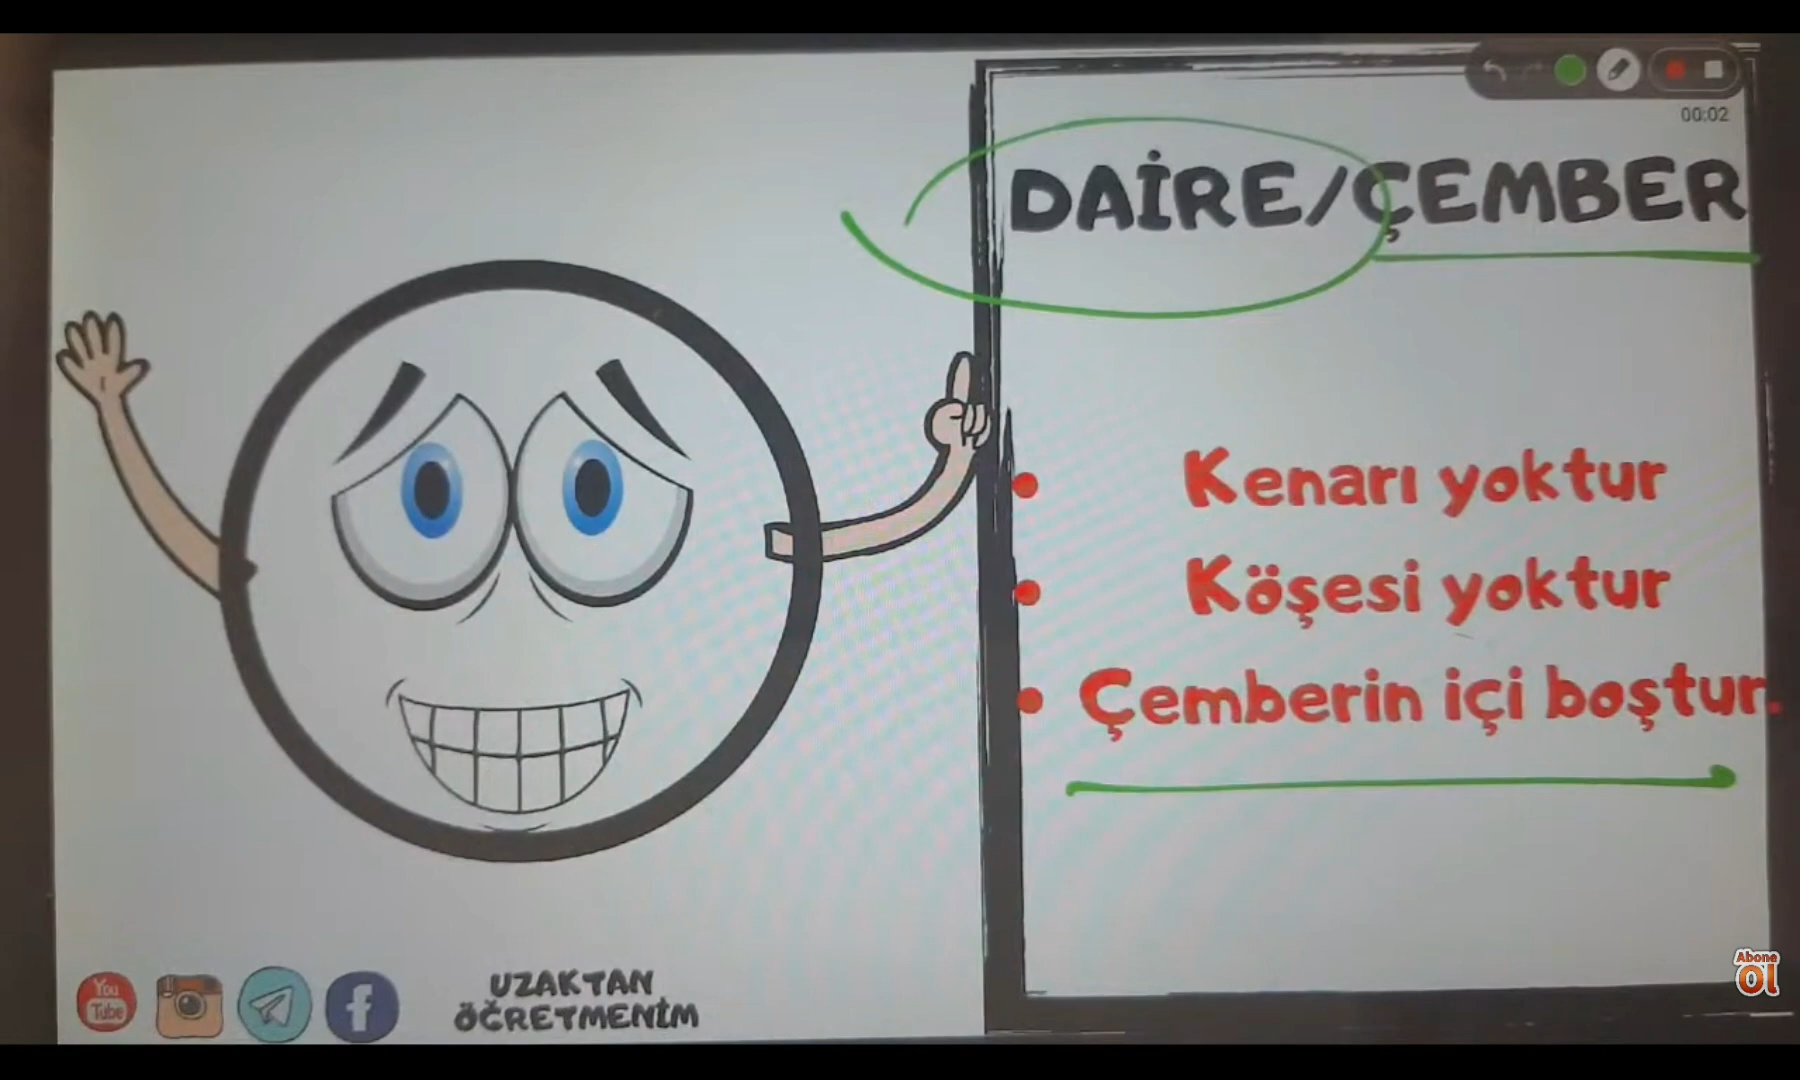 00:02
DAİRE/ÇEMBER
• Kenarı yoktur
• Köşesi yoktur
• Çemberin içi boştur.
You
Tube
f
UZAKTAN
ÖĞRETMENİM
Abone
Ol